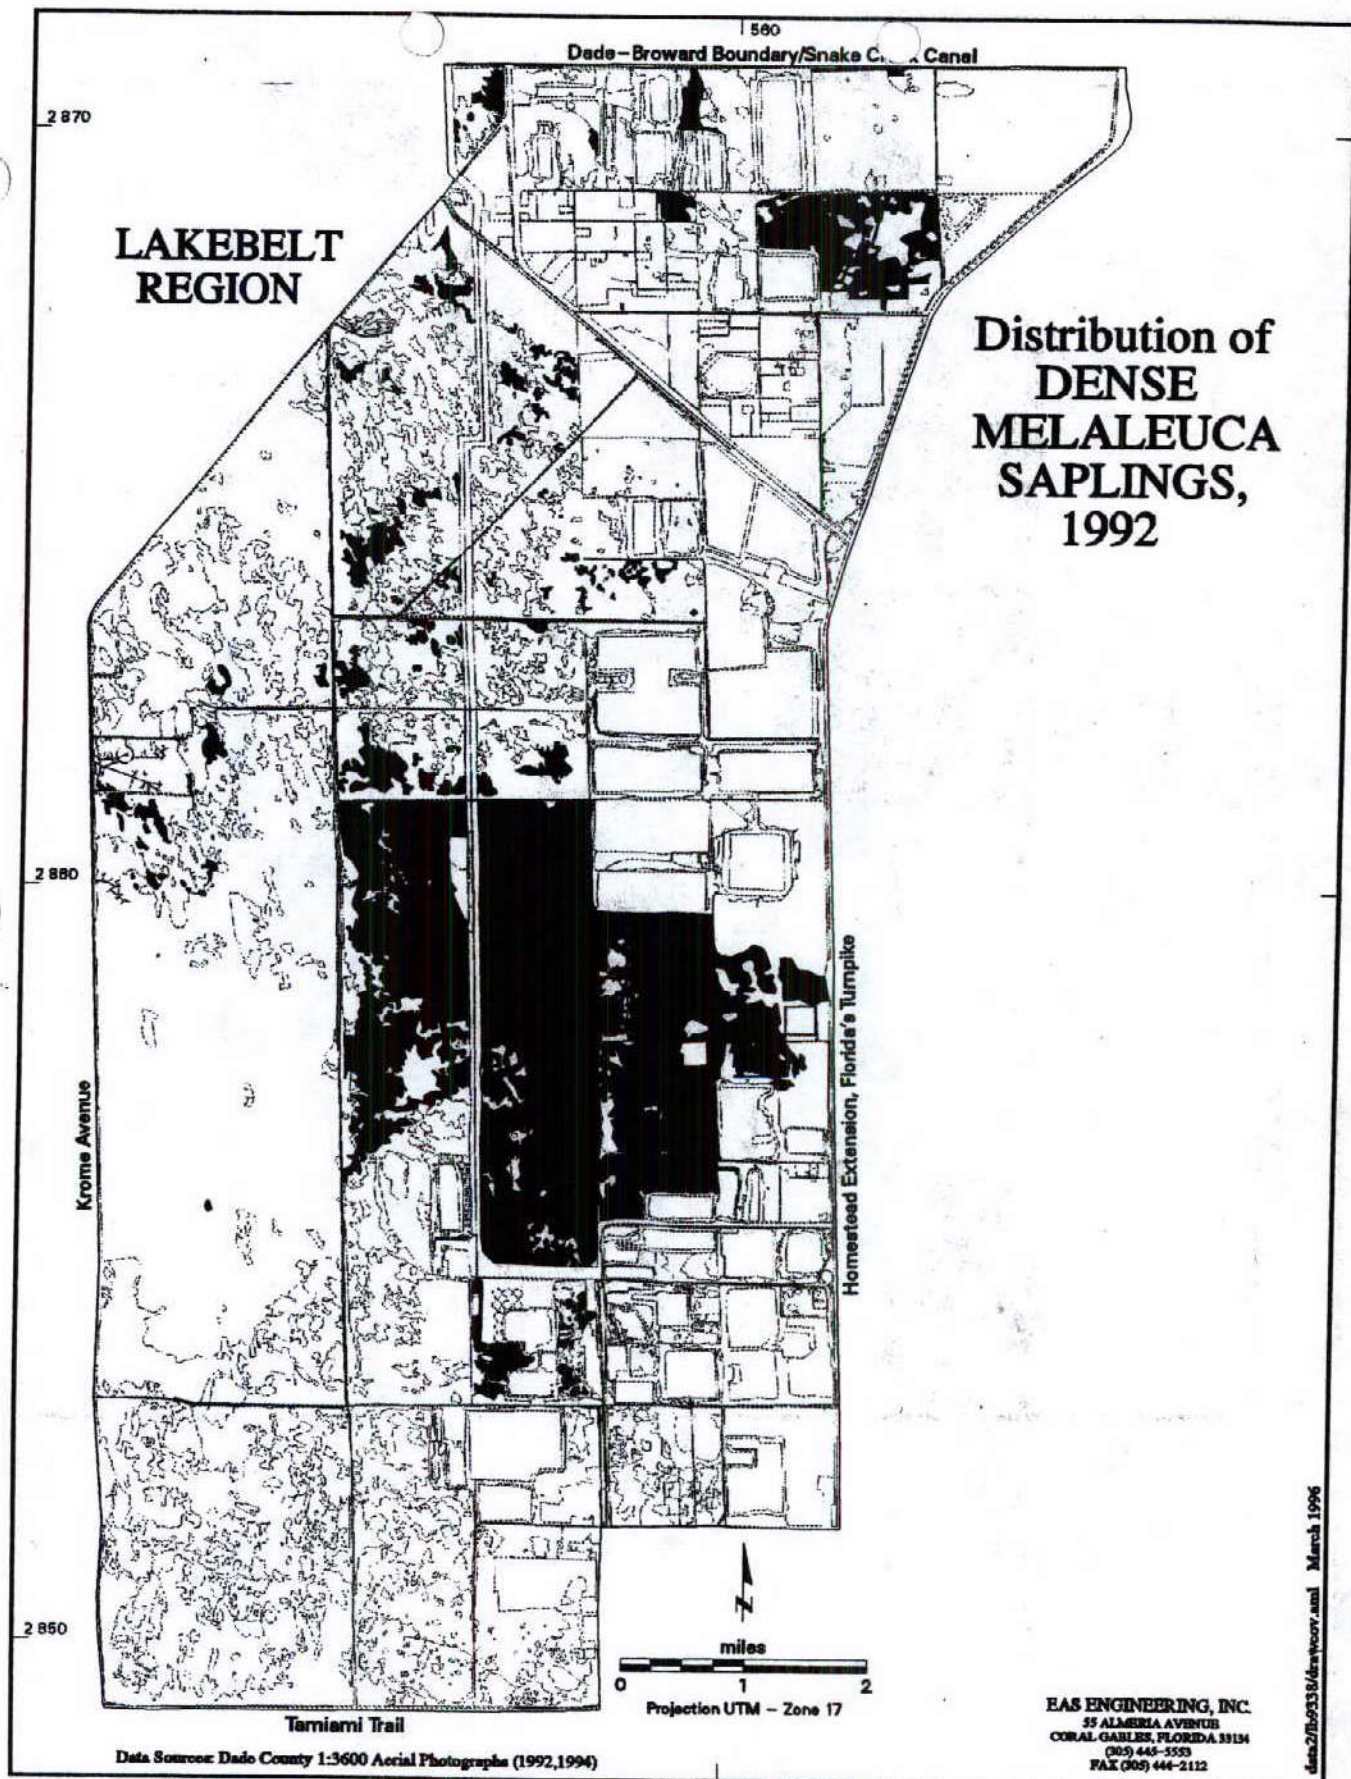 560
Dade-Broward Boundary/Snake Canal
2 870
LAKEBELT
REGION
Distribution of
DENSE
MELALEUCA
SAPLINGS,
1992
2 880
Krome Avenue
Homestead Extension, Florida's Turnpike
2 850
N
miles
0 1 2
Projection UTM - Zone 17
Tamiami Trail
Data Sources: Dade County 1:3600 Aerial Photographs (1992,1994)
EAS ENGINEERING, INC.
55 ALMERIA AVENUE
CORAL GABLES, FLORIDA 33134
(305) 445-5553
FAX (305) 444-2112
March 1996